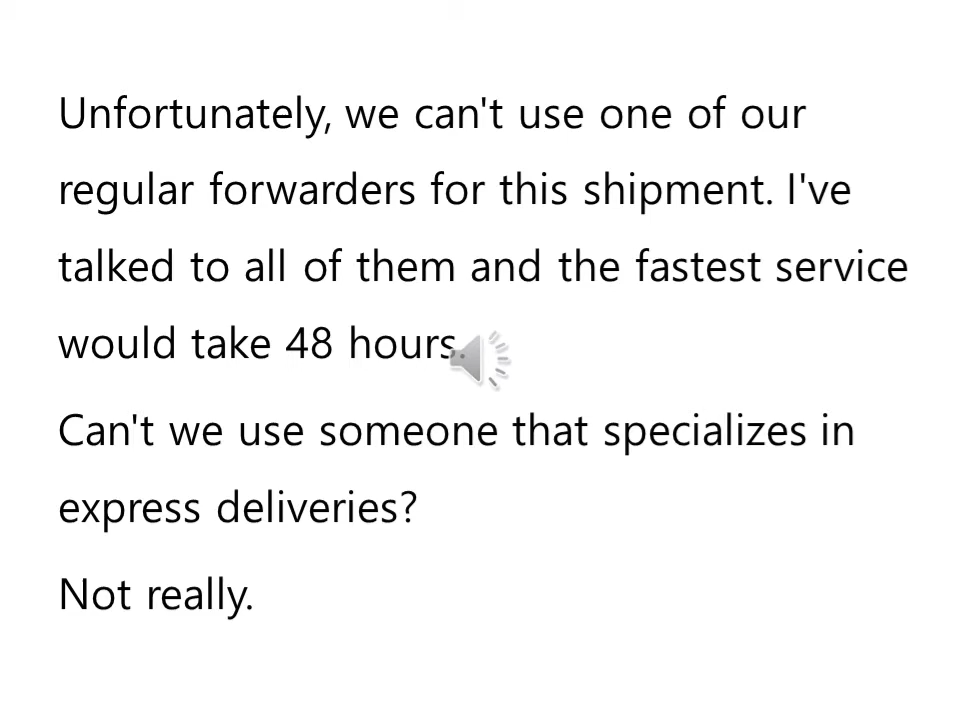 Unfortunately, we can't use one of our
regular forwarders for this shipment. I've
talked to all of them and the fastest service
would take 48 hours.
Can't we use someone that specializes in
express deliveries?
Not really.